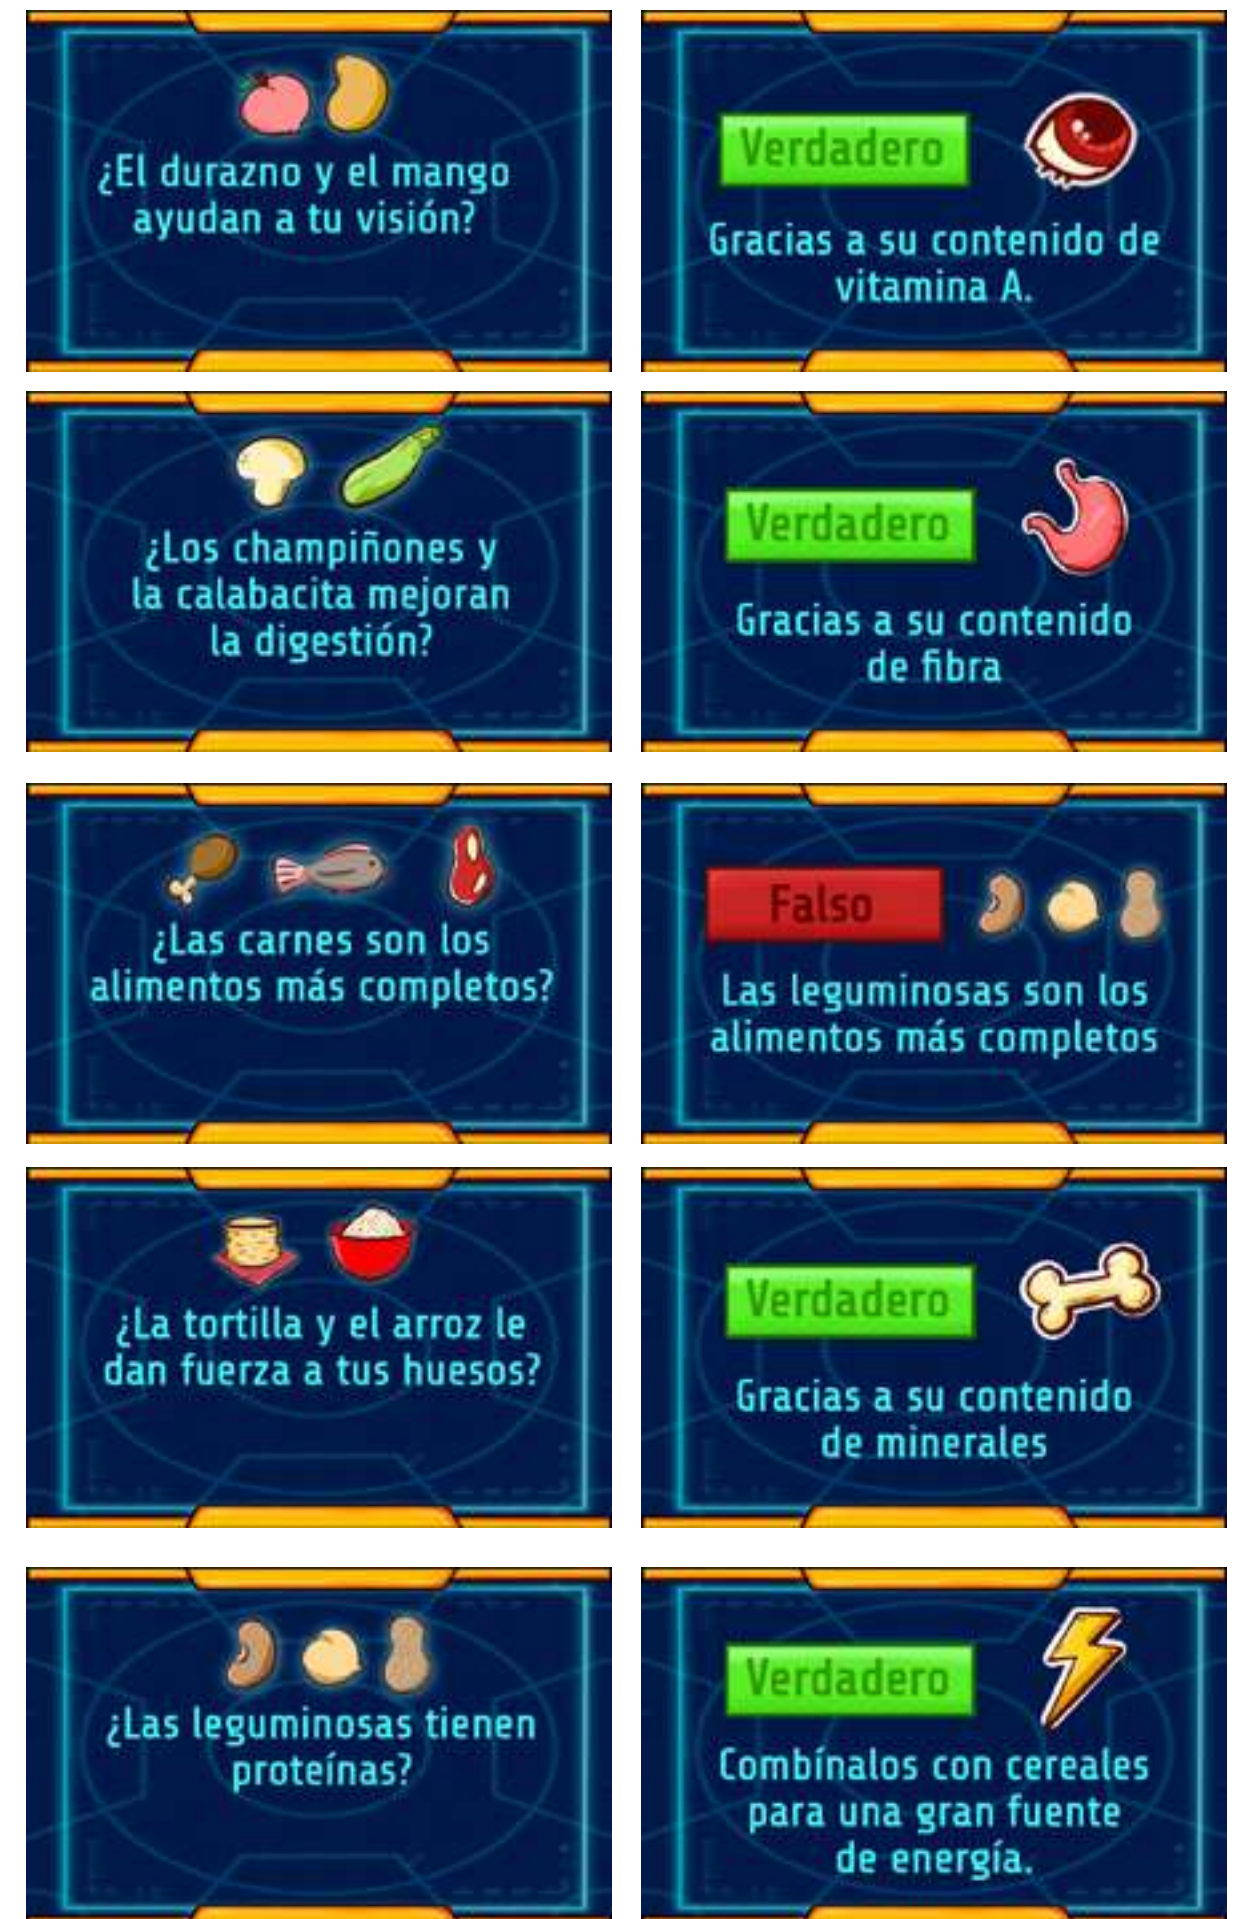 ¿El durazno y el mango
ayudan a tu visión?
Verdadero
Gracias a su contenido de
vitamina A.
¿Los champiñones y
la calabacita mejoran
la digestión?
Verdadero
Gracias a su contenido
de fibra
¿Las carnes son los
alimentos más completos?
Falso
Las leguminosas son los
alimentos más completos
¿La tortilla y el arroz le
dan fuerza a tus huesos?
Verdadero
Gracias a su contenido
de minerales
¿Las leguminosas tienen
proteínas?
Verdadero
Combínalos con cereales
para una gran fuente
de energía.